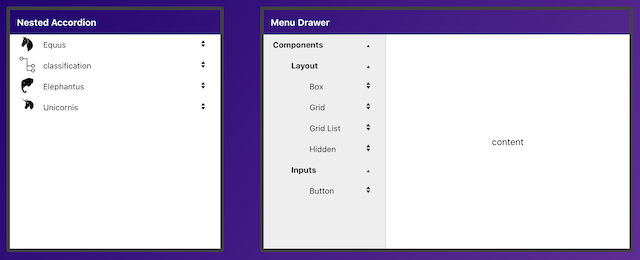 Nested Accordion
Equus
classification
Elephantus
Unicornis
Menu Drawer
Components
Layout
Box
Grid
Grid List
Hidden
Inputs
Button
content